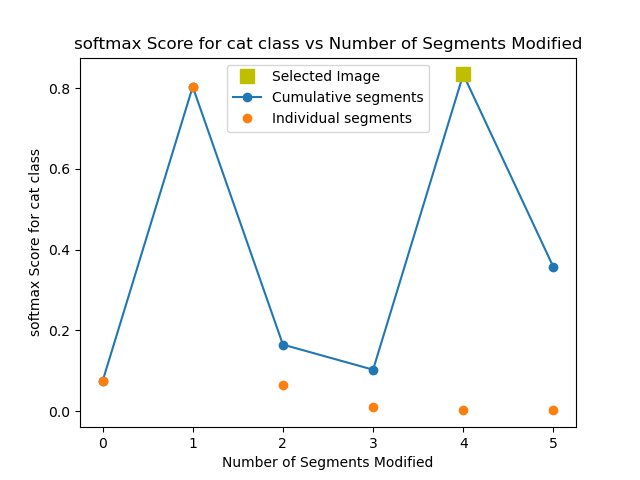 softmax Score for cat class vs Number of Segments Modified
Selected Image
Cumulative segments
Individual segments
softmax Score for cat class
0.8
0.6
0.4
0.2
0.0
0 1 2 3 4 5
Number of Segments Modified